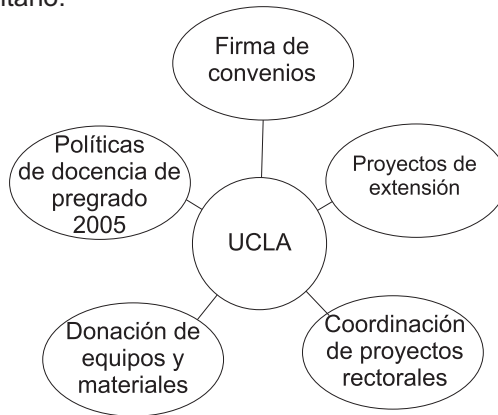 itario.
Firma de
convenios
Políticas
de docencia de
pregrado
2005
Proyectos de
extensión
UCLA
Donación de
equipos y
materiales
Coordinación
de proyectos
rectorales